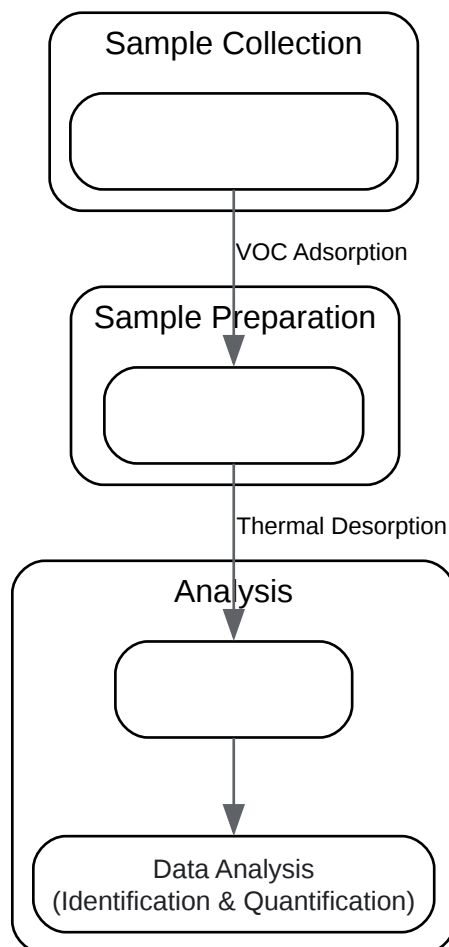 Sample Collection
VOC Adsorption
Sample Preparation
Thermal Desorption
Analysis
Data Analysis
(Identification & Quantification)